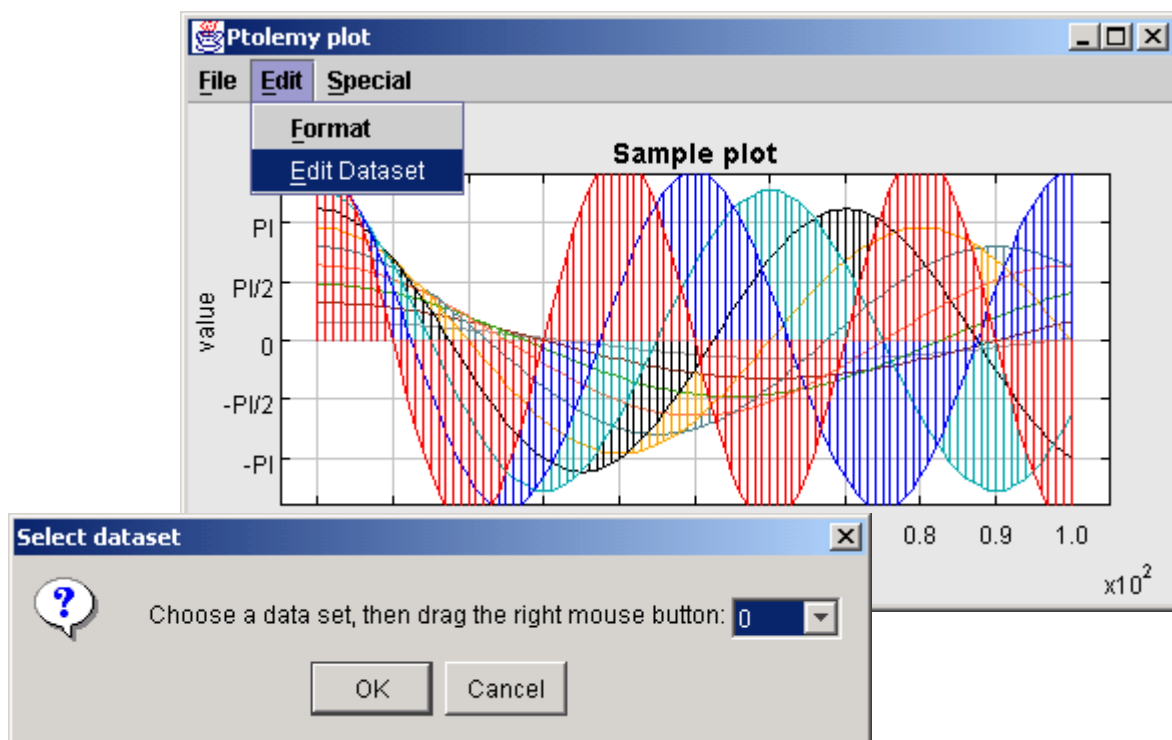 Ptolemy plot
File Edit Special
Format
Edit Dataset
Sample plot
PI
PI/2
0
-PI/2
-PI
value
0.8 0.9 1.0
x10²
Select dataset
?
Choose a data set, then drag the right mouse button: 0
OK Cancel